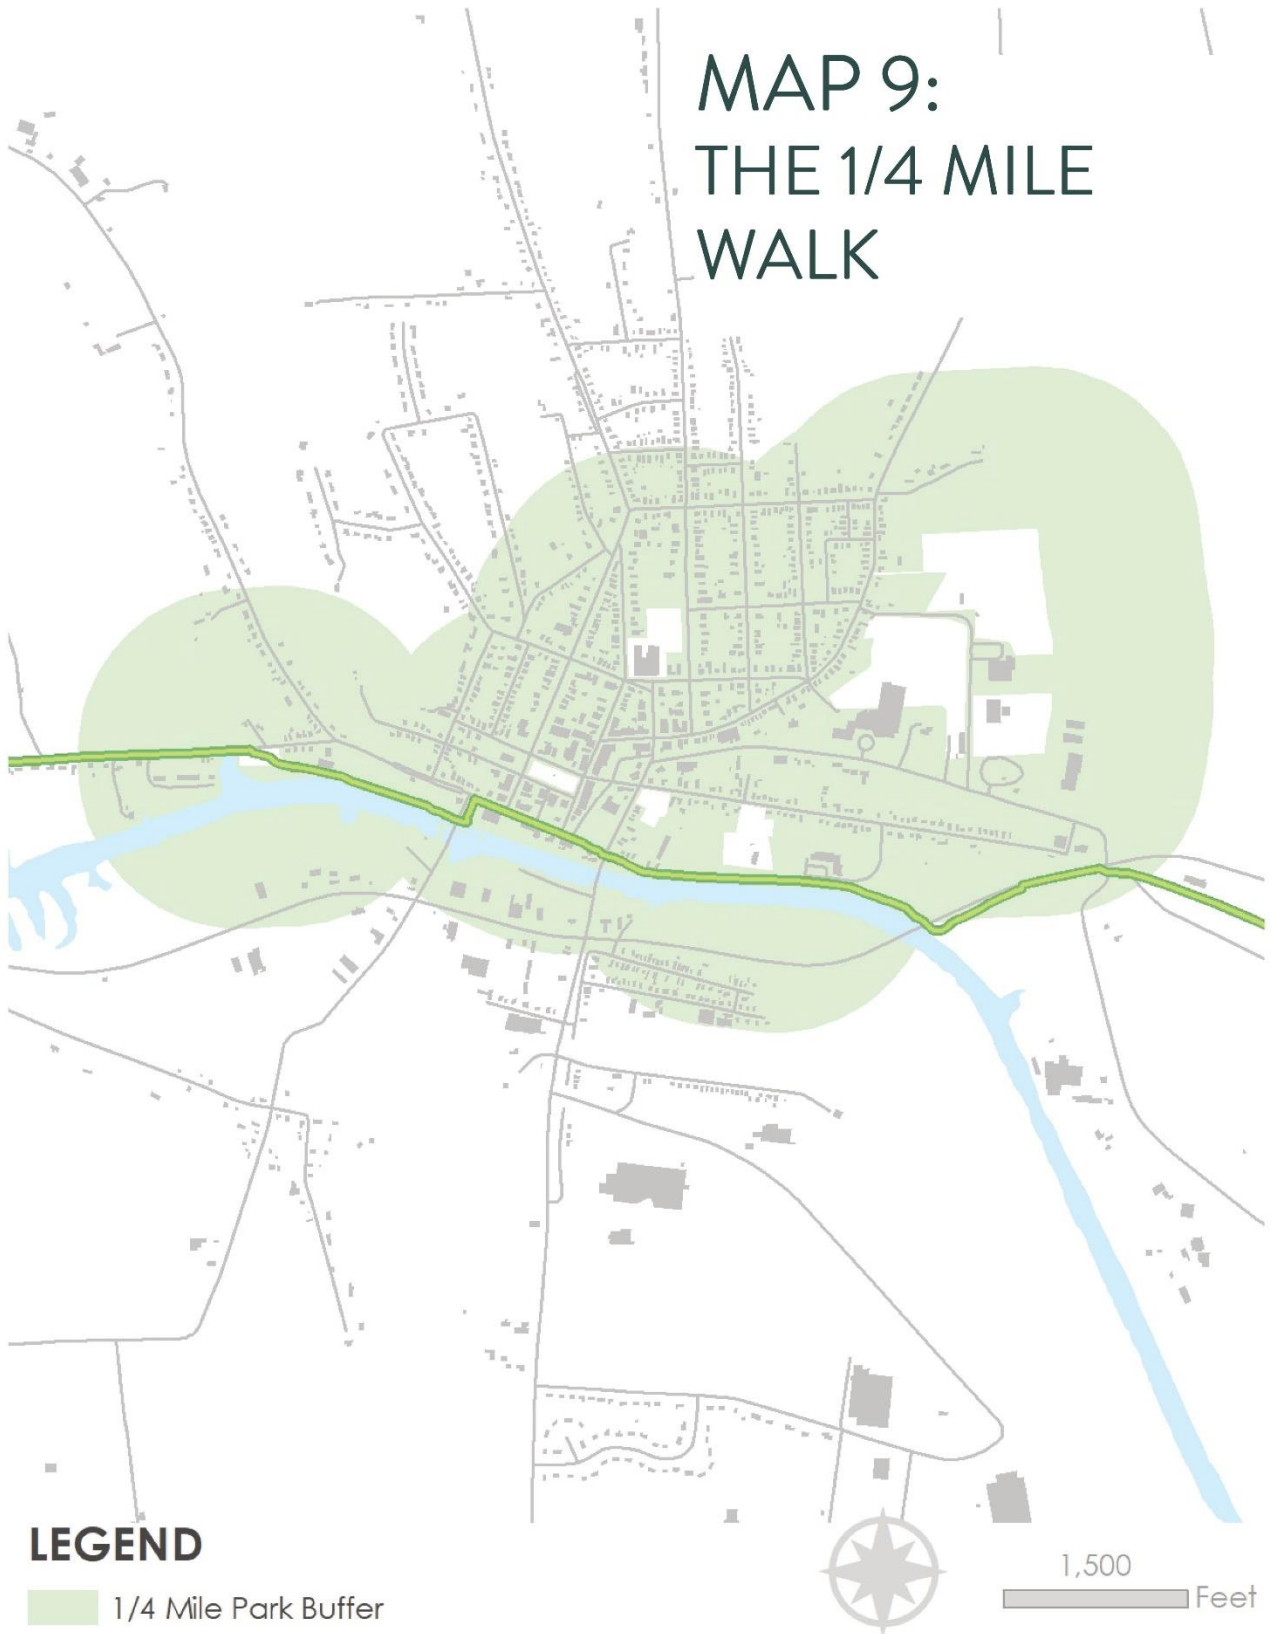 MAP 9:
THE 1/4 MILE
WALK
LEGEND
1/4 Mile Park Buffer
1,500
Feet